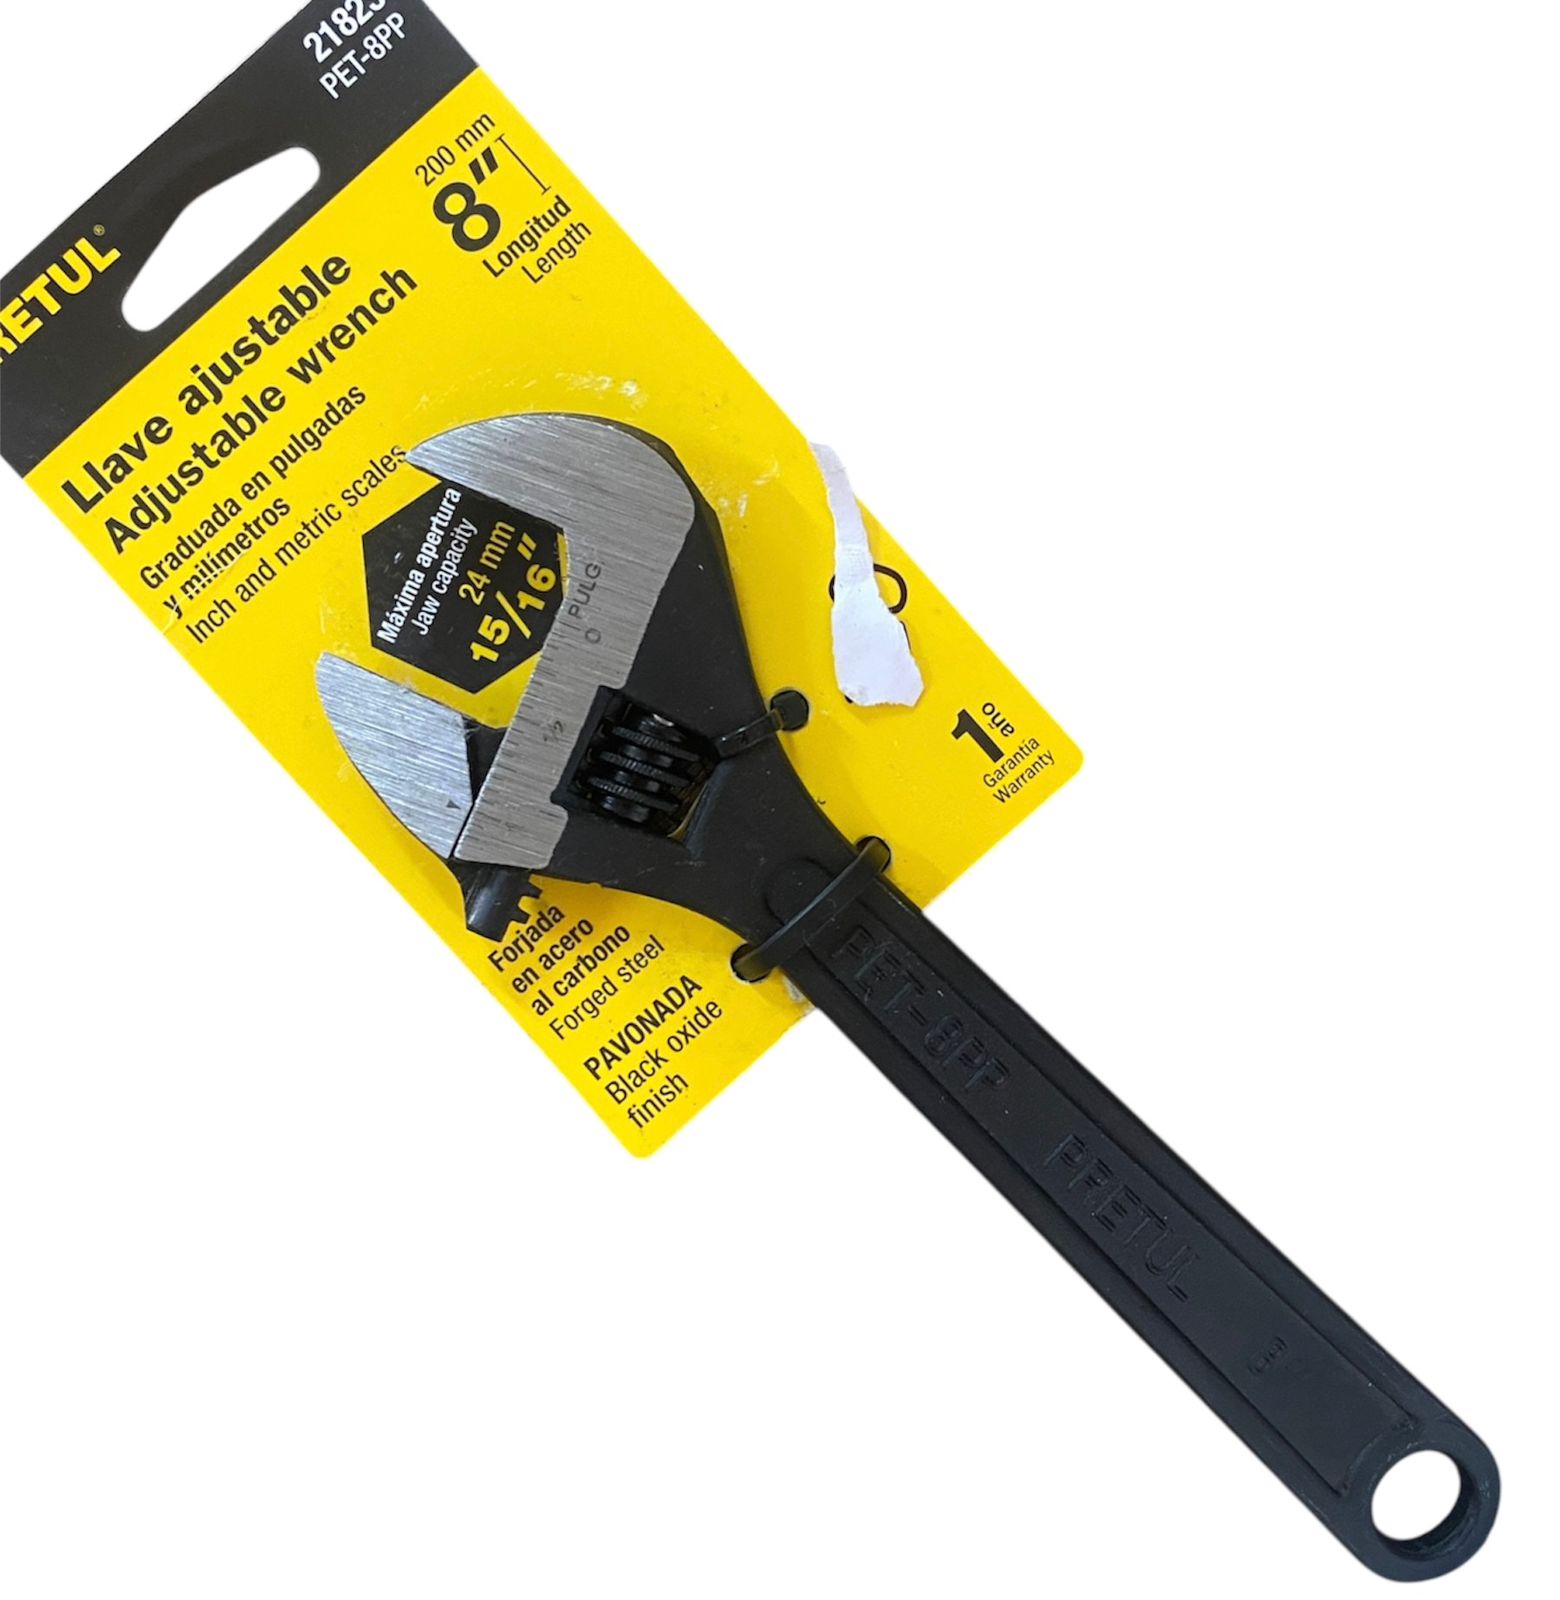 PET-8PP
RETUL®
200 mm
8"
Longitud
Length
Llave ajustable
Adjustable wrench
Graduada en pulgadas
y milímetros
Inch and metric scales
Máxima apertura
Jaw capacity
24 mm
15/16"
PULG.
0
1/2
1 año
Garantía
Warranty
Forjada
en acero
al carbono
Forged steel
PAVONADA
Black oxide
finish
PET-8PP PRETUL